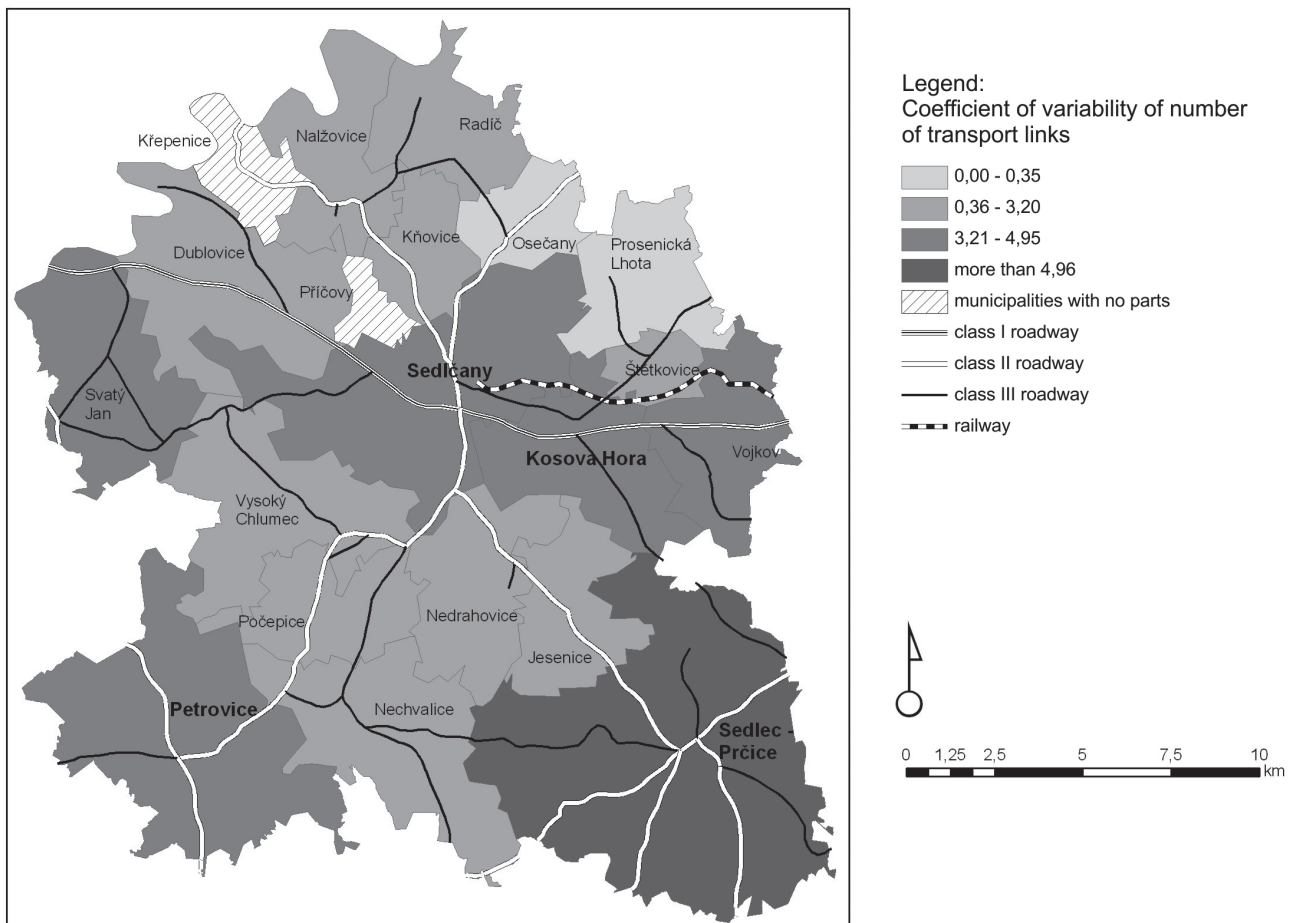 Křepenice
Nalžovice
Radíč
Dublovice
Kňovice
Osečany
Prosenická
Lhota
Příčovy
Sedlčany
Štětkovice
Svatý
Jan
Kosova Hora
Vojkov
Vysoký
Chlumec
Počepice
Nedrahovice
Jesenice
Petrovice
Nechvalice
Sedlec -
Prčice
Legend:
Coefficient of variability of number
of transport links
0,00 - 0,35
0,36 - 3,20
3,21 - 4,95
more than 4,96
municipalities with no parts
class I roadway
class II roadway
class III roadway
railway
0 1,25 2,5 5 7,5 10
km